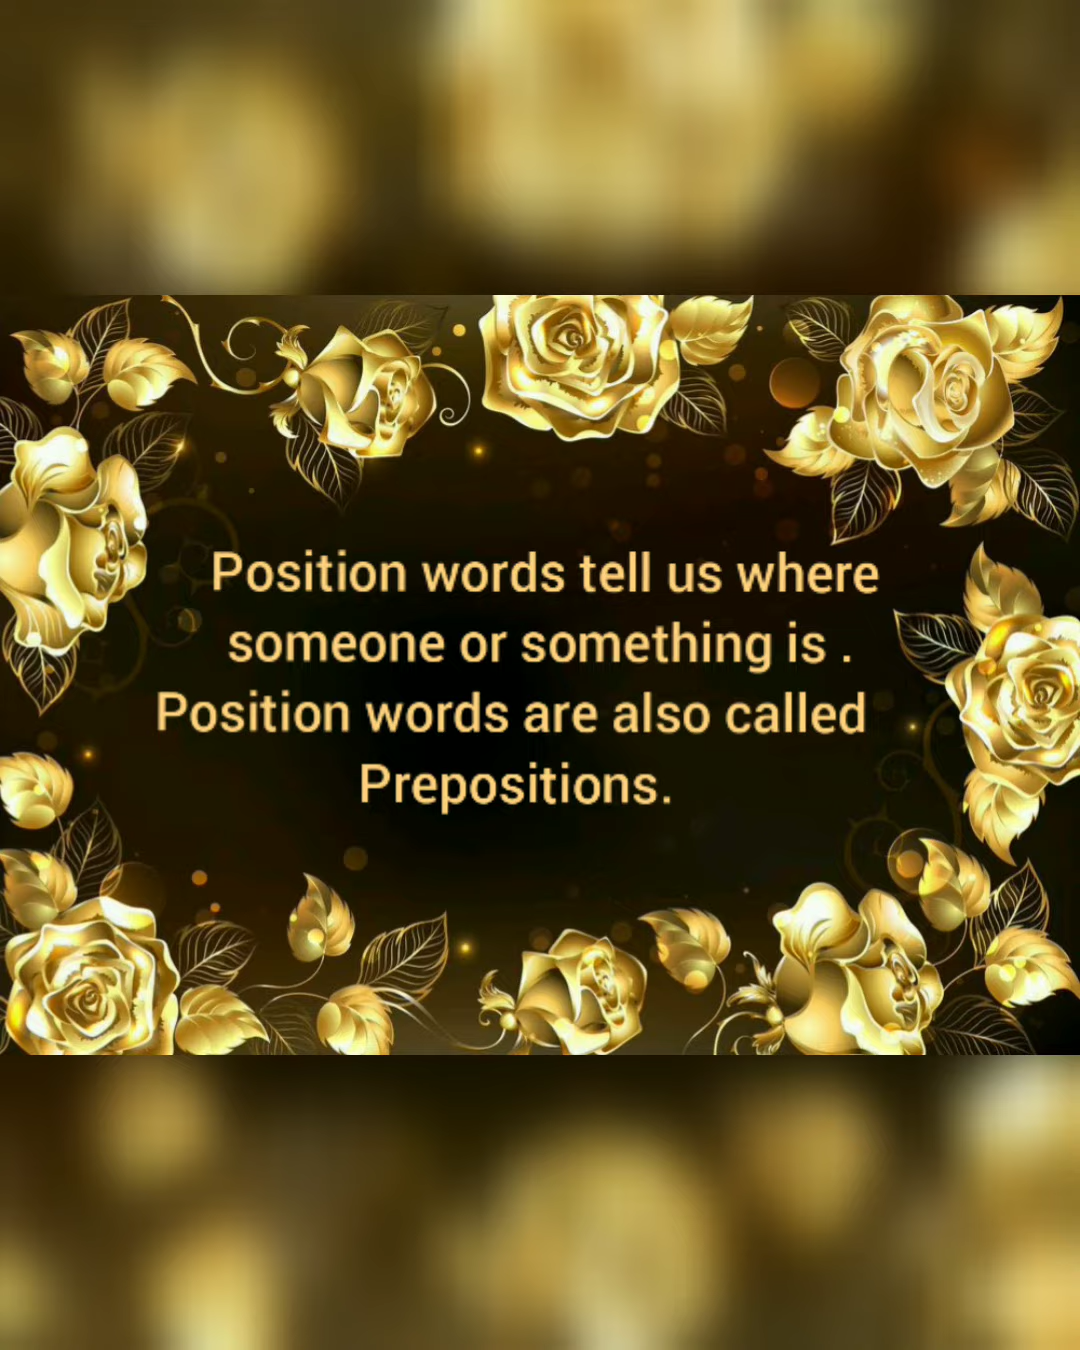 Position words tell us where
someone or something is .
Position words are also called
Prepositions.